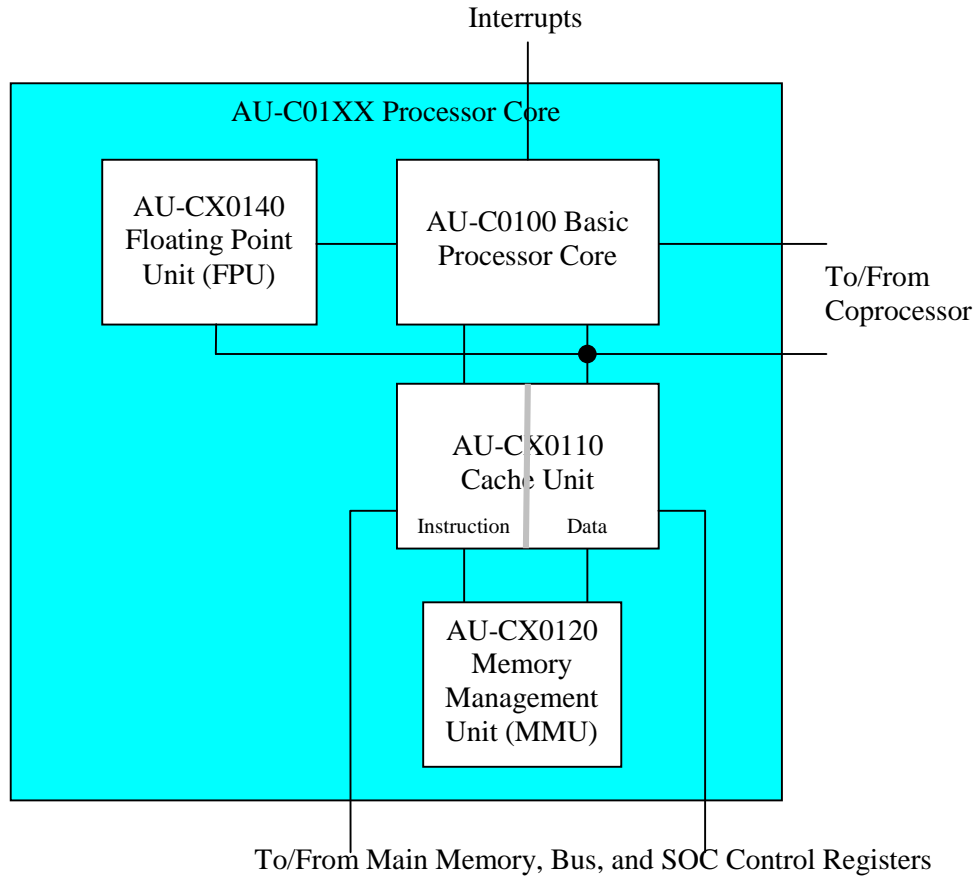 Interrupts
AU-C01XX Processor Core
AU-CX0140
Floating Point
Unit (FPU)
AU-C0100 Basic
Processor Core
To/From
Coprocessor
AU-CX0110
Cache Unit
Instruction
Data
AU-CX0120
Memory
Management
Unit (MMU)
To/From Main Memory, Bus, and SOC Control Registers